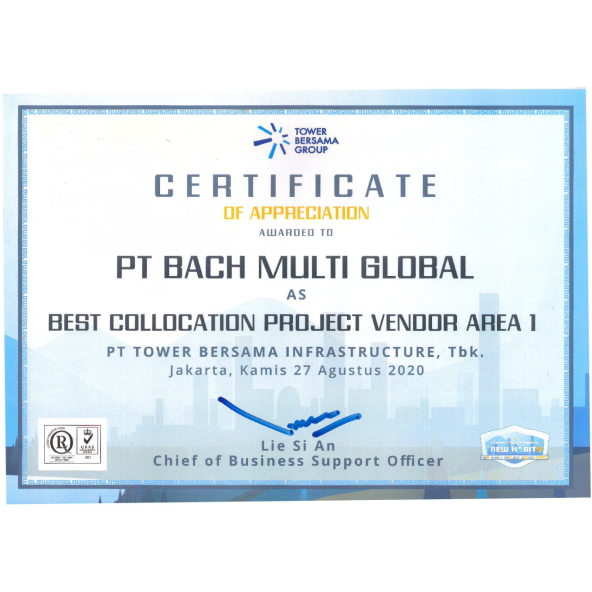 TOWER
BERSAMA
GROUP
CERTIFICATE
OF APPRECIATION
AWARDED TO
PT BACH MULTI GLOBAL
AS
BEST COLLOCATION PROJECT VENDOR AREA 1
PT TOWER BERSAMA INFRASTRUCTURE, Tbk.
Jakarta, Kamis 27 Agustus 2020
Lie Si An
Chief of Business Support Officer
R
UKAS
001